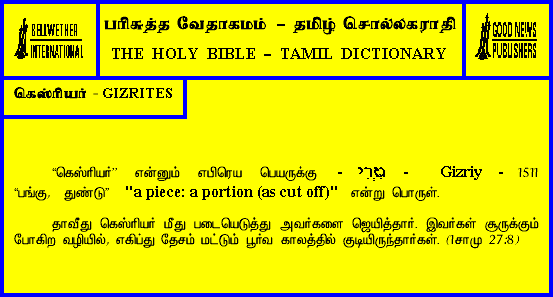 BELLWETHER
INTERNATIONAL
பரிசுத்த வேதாகமம் – தமிழ் சொல்லகராதி
THE HOLY BIBLE – TAMIL DICTIONARY
GOOD NEWS
PUBLISHERS
கெஸ்ரியர் - GIZRITES
“கெஸ்ரியர்” என்னும் எபிரெய பெயருக்கு - גִּזְרִי - Gizriy - 1511
“பங்கு, துண்டு” "a piece: a portion (as cut off)" என்று பொருள்.
தாவீது கெஸ்ரியர் மீது படையெடுத்து அவர்களை ஜெயித்தார். இவர்கள் சூருக்கும்
போகிற வழியில், எகிப்து தேசம் மட்டும் பூர்வ காலத்தில் குடியிருந்தார்கள். (1சாமு 27:8)